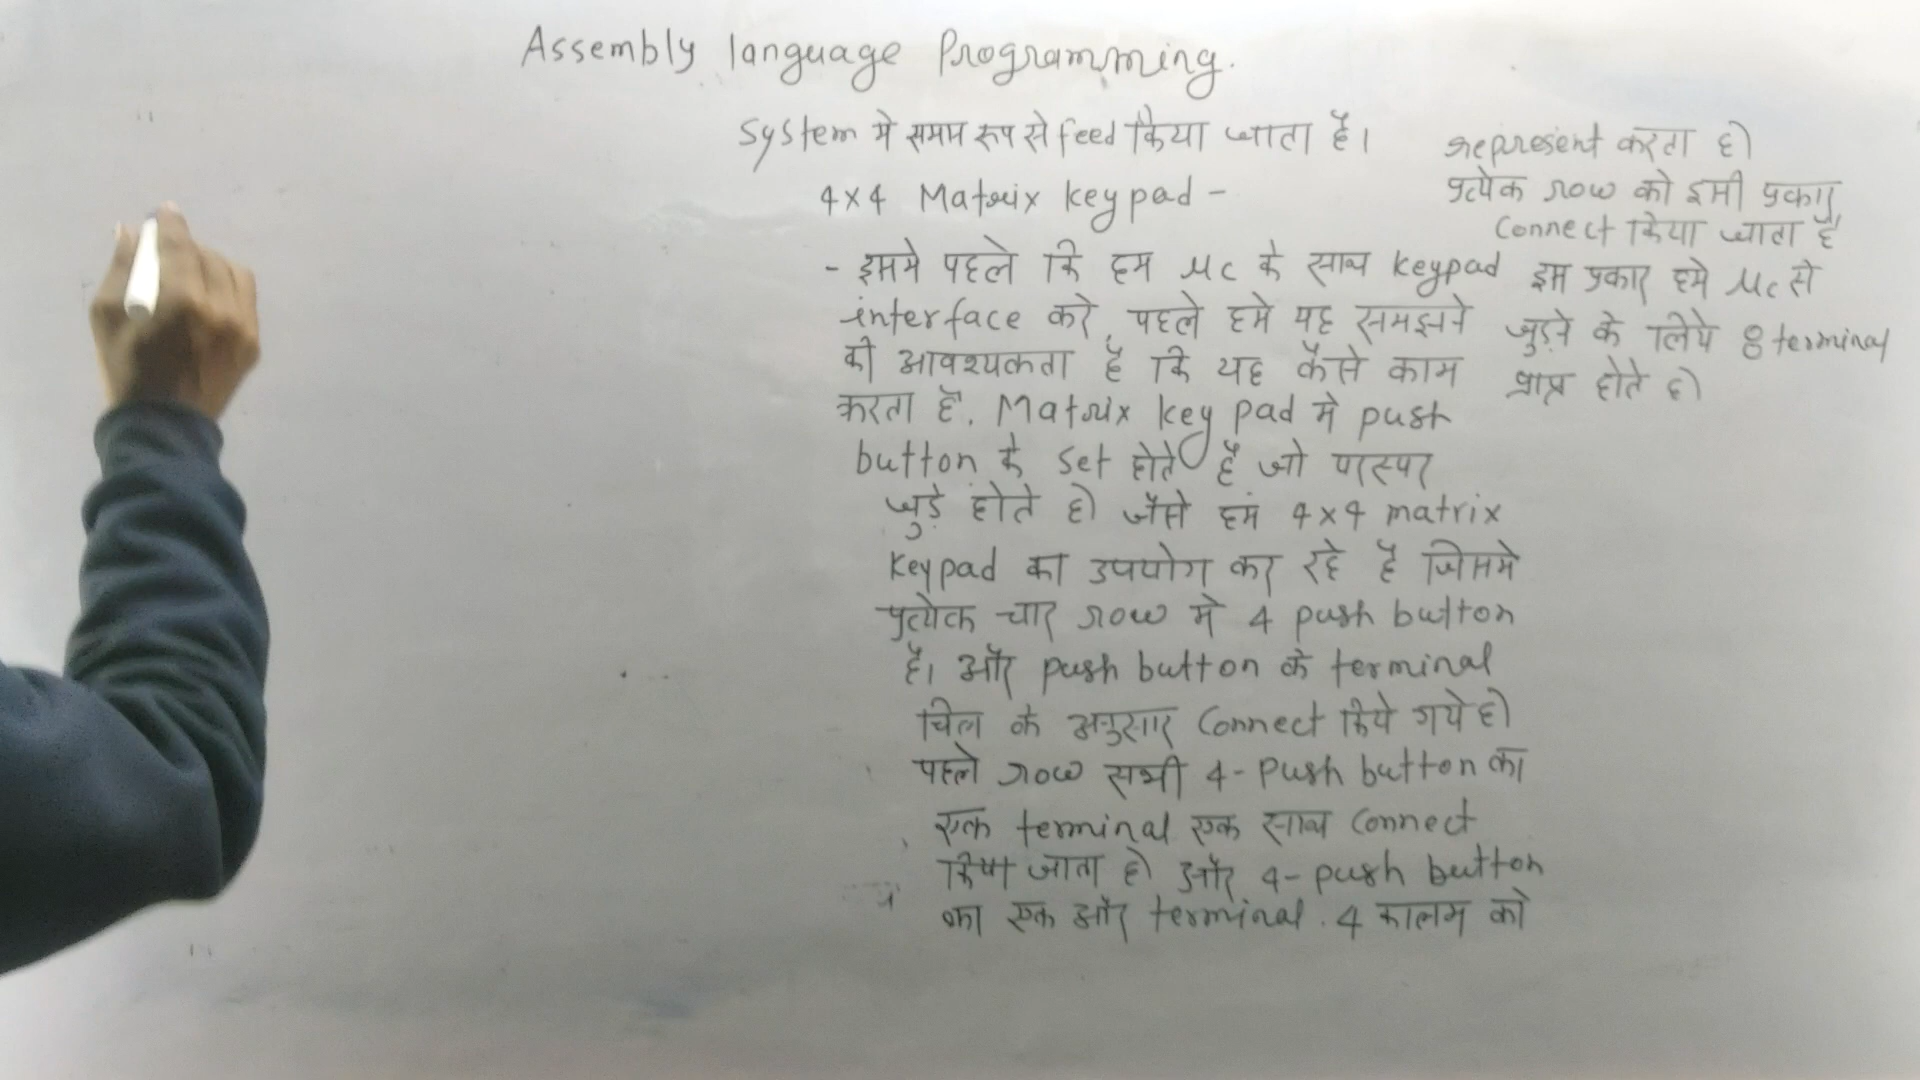 Assembly language Programming.
System मे समान रूप से feed किया जाता है।
4x4 Matrix keypad -
- इससे पहले कि हम Mc के साथ keypad
interface करे, पहले हमे यह समझने
की आवश्यकता है कि यह कैसे काम
करता है. Matrix key pad मे push
button के set होते है जो परस्पर
जुड़े होते है। जैसे हम 4x4 matrix
keypad का उपयोग कर रहे है जिसमे
प्रत्येक चार row मे 4 push button
है। और push button के terminal
चित्र के अनुसार Connect किये गये है।
पहले row सभी 4-Push button का
एक terminal एक साथ Connect
किया जाता है। और 4-push button
का एक और terminal. 4 कालम को
represent करता है।
प्रत्येक row को इसी प्रकार
Connect किया जाता है
इस प्रकार हमे Mc से
जुड़ने के लिये 8 terminal
प्राप्त होते है।